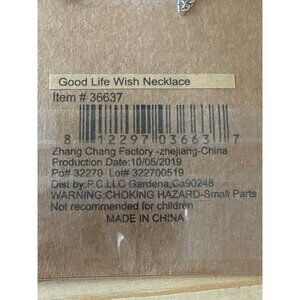 Good Life Wish Necklace
Item # 36637
8 12297 03663 7
Zhang Chang Factory -zhejiang-China
Production Date:10/05/2019
Po# 32270 Lot# 322700519
Dist by:P.C.LLC Gardena,Ca90248
WARNING:CHOKING HAZARD-Small Parts
Not recommended for children
MADE IN CHINA